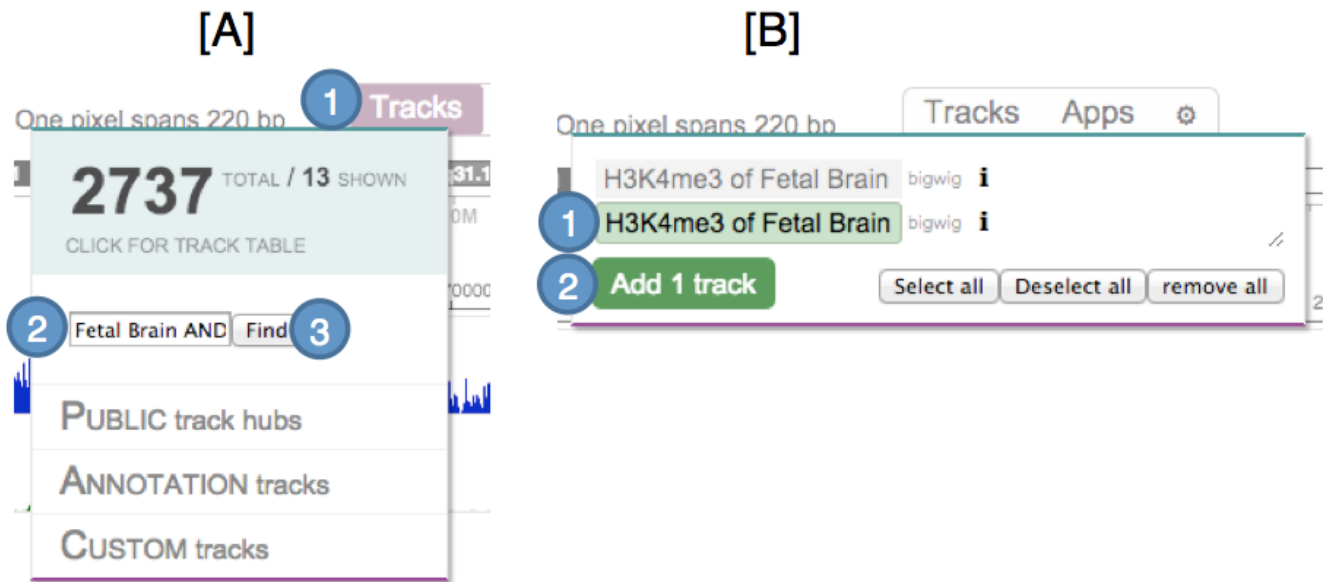 [A]
[B]
1 Tracks
One pixel spans 220 bp
2737 TOTAL / 13 SHOWN
31.1
0M
CLICK FOR TRACK TABLE
0000
2 Fetal Brain AND Find 3
PUBLIC track hubs
ANNOTATION tracks
CUSTOM tracks
One pixel spans 220 bp
Tracks Apps ⚙
H3K4me3 of Fetal Brain bigwig i
1 H3K4me3 of Fetal Brain bigwig i
2 Add 1 track Select all Deselect all remove all
2